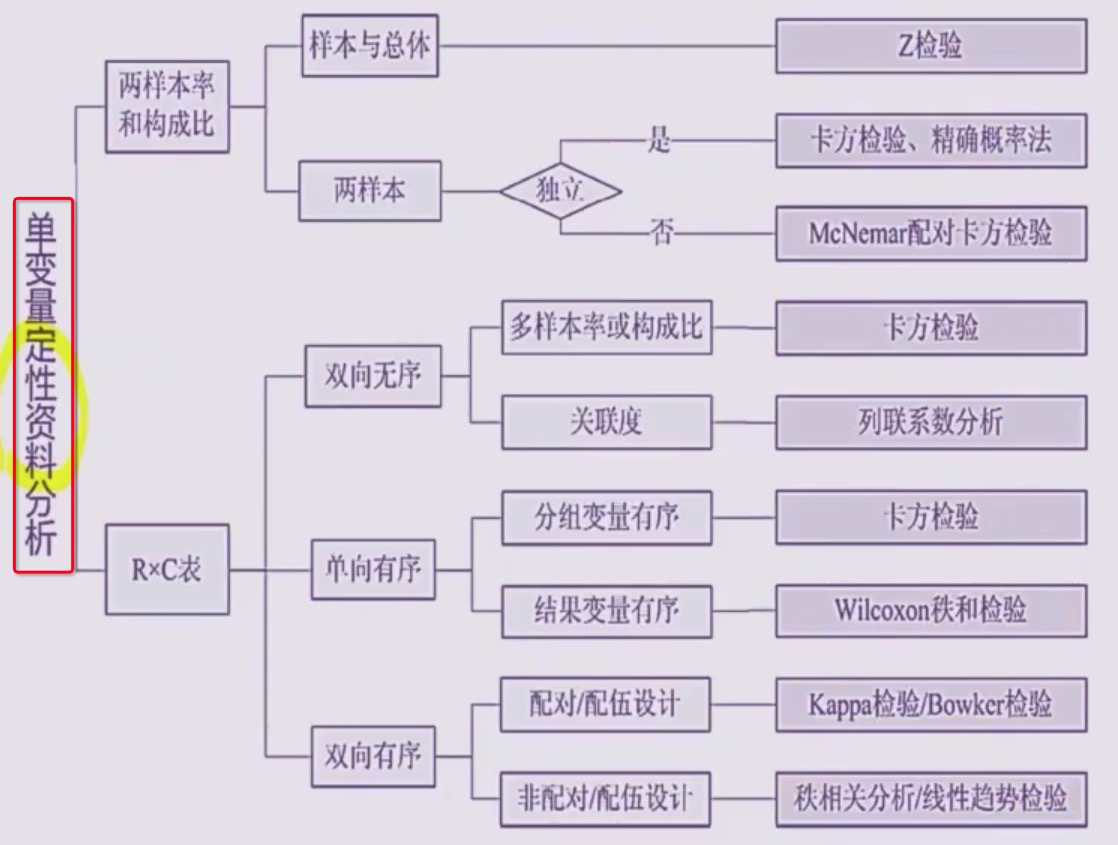 单变量定性资料分析
两样本率
和构成比
样本与总体
Z检验
两样本
独立
是
卡方检验、精确概率法
否
McNemar配对卡方检验
R×C表
双向无序
多样本率或构成比
卡方检验
关联度
列联系数分析
单向有序
分组变量有序
卡方检验
结果变量有序
Wilcoxon秩和检验
双向有序
配对/配伍设计
Kappa检验/Bowker检验
非配对/配伍设计
秩相关分析/线性趋势检验